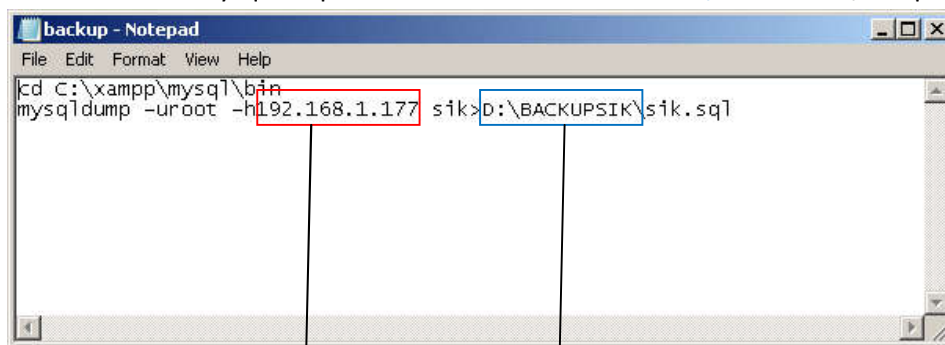 backup - Notepad
File Edit Format View Help
cd C:\xampp\mysql\bin
mysqldump -uroot -h192.168.1.177 sik>D:\BACKUPSIK\sik.sql